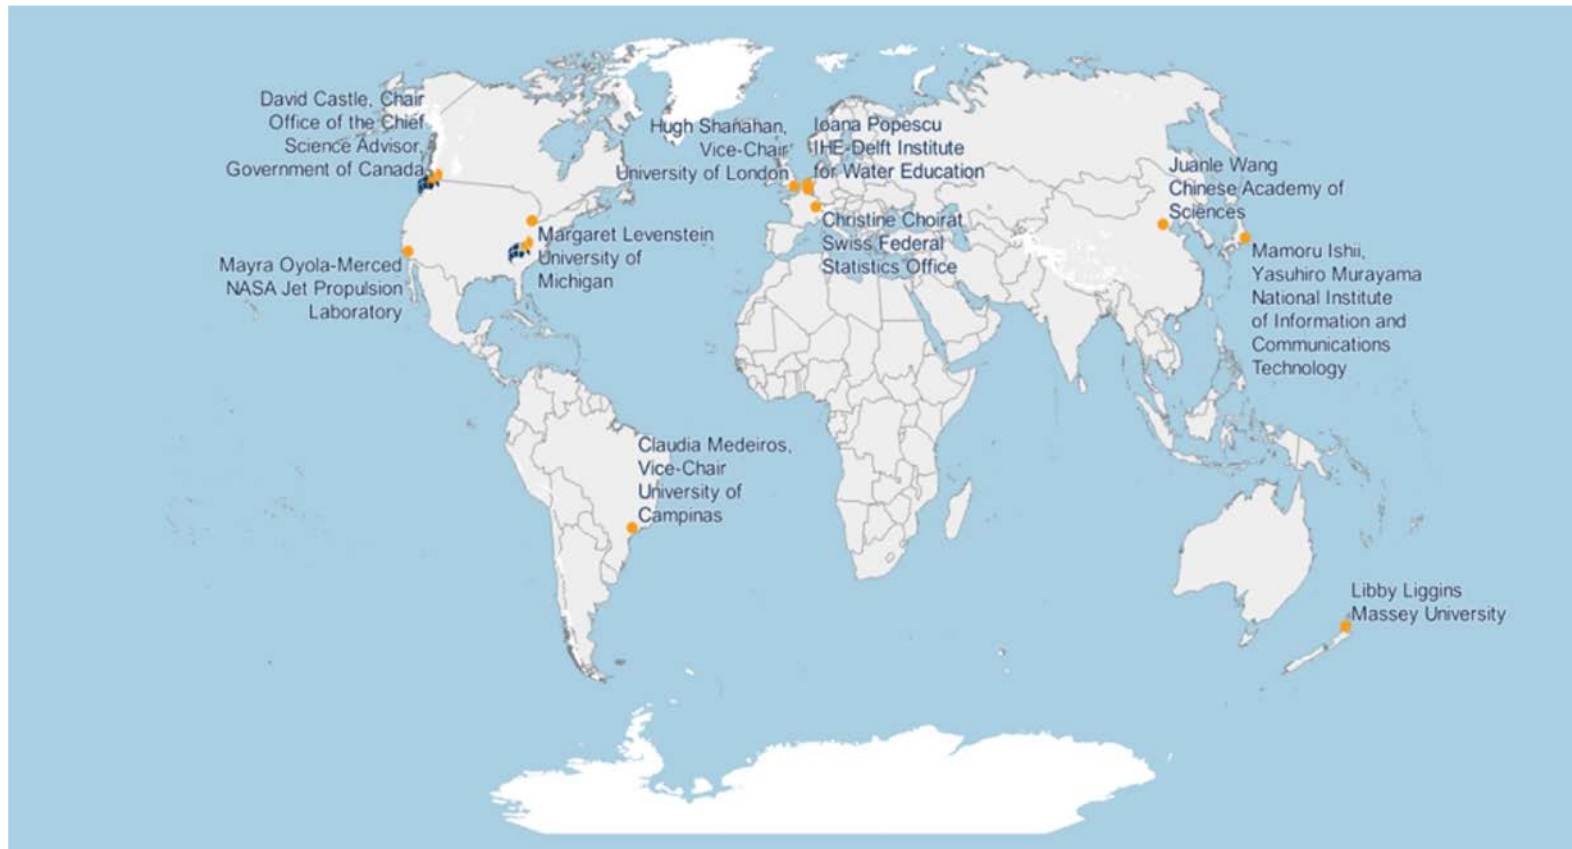 David Castle, Chair
Office of the Chief
Science Advisor,
Government of Canada
Hugh Shanahan,
Vice-Chair
University of London
Ioana Popescu
IHE-Delft Institute
for Water Education
Juanle Wang
Chinese Academy of
Sciences
Christine Choirat
Swiss Federal
Statistics Office
Margaret Levenstein
University of
Michigan
Mayra Oyola-Merced
NASA Jet Propulsion
Laboratory
Mamoru Ishii,
Yasuhiro Murayama
National Institute
of Information and
Communications
Technology
Claudia Medeiros,
Vice-Chair
University of
Campinas
Libby Liggins
Massey University